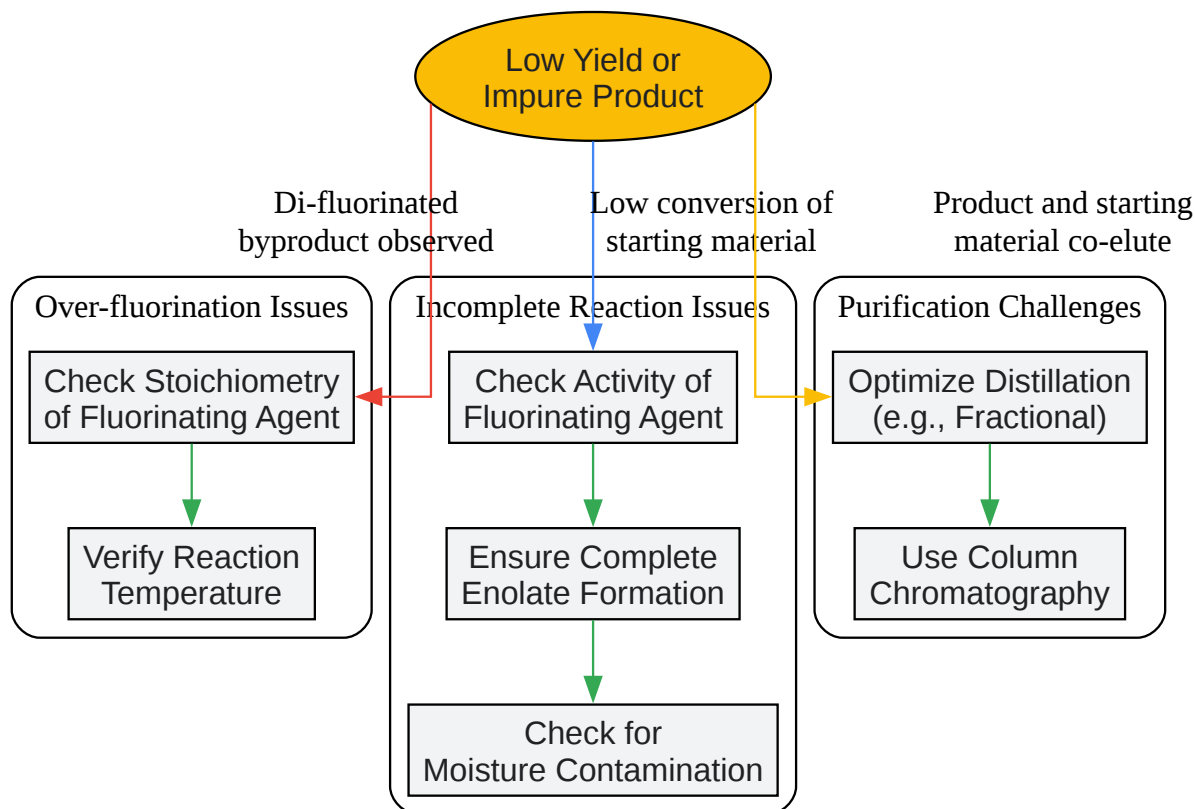 Low Yield or
Impure Product
Di-fluorinated
byproduct observed
Low conversion of
starting material
Product and starting
material co-elute
Over-fluorination Issues
Check Stoichiometry
of Fluorinating Agent
Verify Reaction
Temperature
Incomplete Reaction Issues
Check Activity of
Fluorinating Agent
Ensure Complete
Enolate Formation
Check for
Moisture Contamination
Purification Challenges
Optimize Distillation
(e.g., Fractional)
Use Column
Chromatography